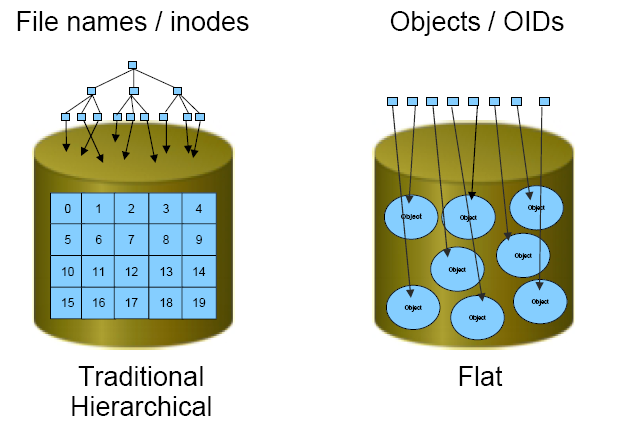 File names / inodes
Objects / OIDs
0 1 2 3 4
5 6 7 8 9
10 11 12 13 14
15 16 17 18 19
Object
Object
Object
Object
Object
Object
Object
Object
Traditional
Hierarchical
Flat